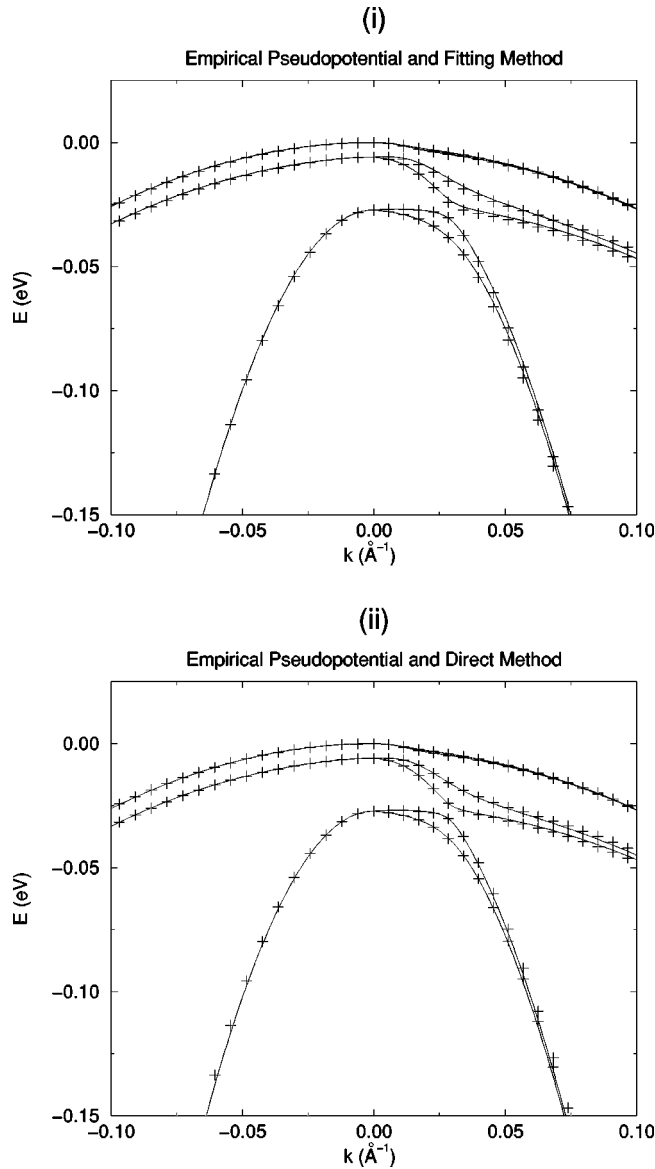 (i)
Empirical Pseudopotential and Fitting Method
0.00
−0.05
−0.10
−0.15
E (eV)
−0.10
−0.05
0.00
0.05
0.10
k (Å⁻¹)
(ii)
Empirical Pseudopotential and Direct Method
0.00
−0.05
−0.10
−0.15
E (eV)
−0.10
−0.05
0.00
0.05
0.10
k (Å⁻¹)